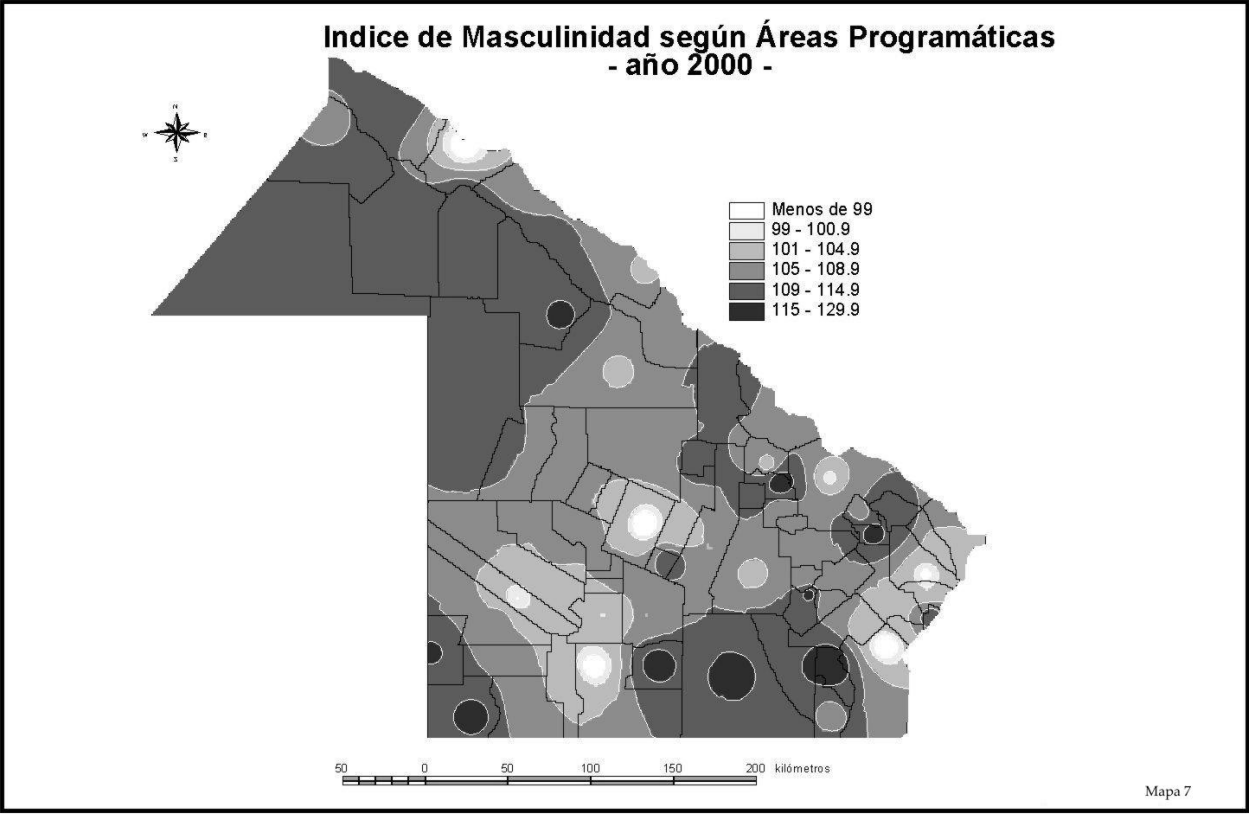 Indice de Masculinidad según Áreas Programáticas
- año 2000 -
N
W
E
S
Menos de 99
99 - 100.9
101 - 104.9
105 - 108.9
109 - 114.9
115 - 129.9
50 0 50 100 150 200 kilómetros
Mapa 7